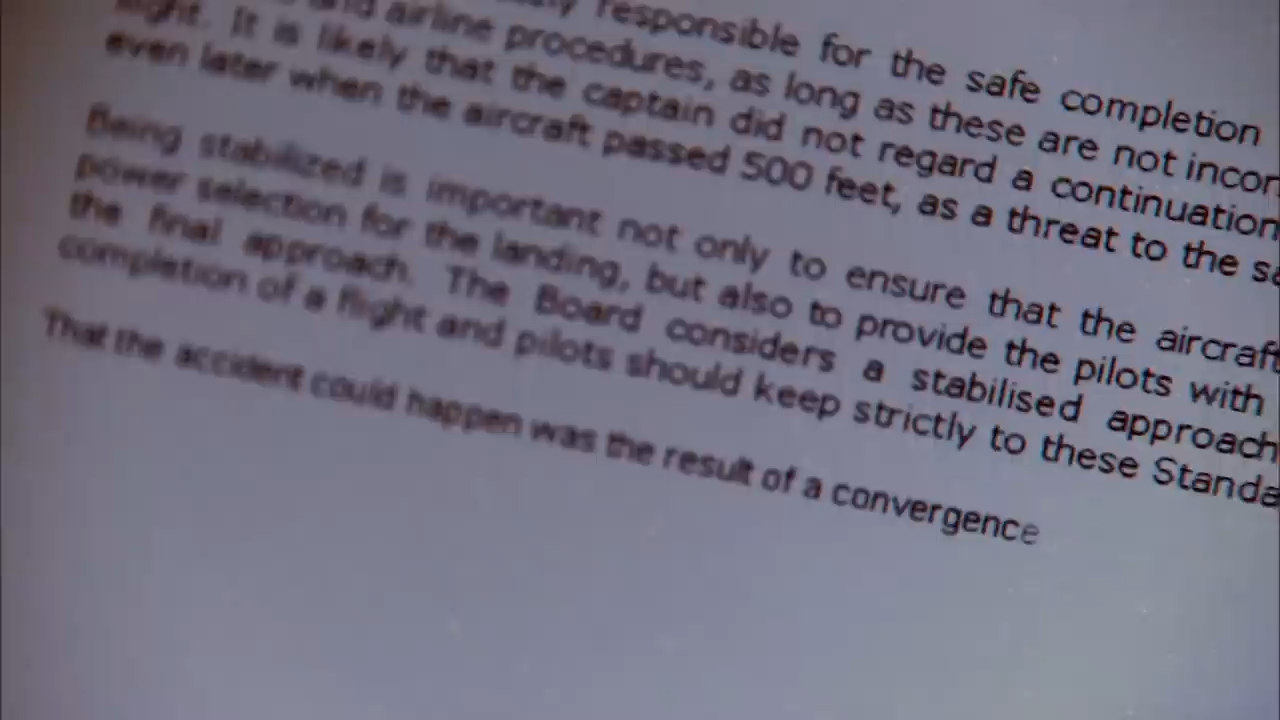 responsible for the safe completion
and airline procedures, as long as these are not incon
flight. It is likely that the captain did not regard a continuation
even later when the aircraft passed 500 feet, as a threat to the sa
Being stabilized is important not only to ensure that the aircraft
power selection for the landing, but also to provide the pilots with
the final approach. The Board considers a stabilised approach
completion of a flight and pilots should keep strictly to these Standa
That the accident could happen was the result of a convergence